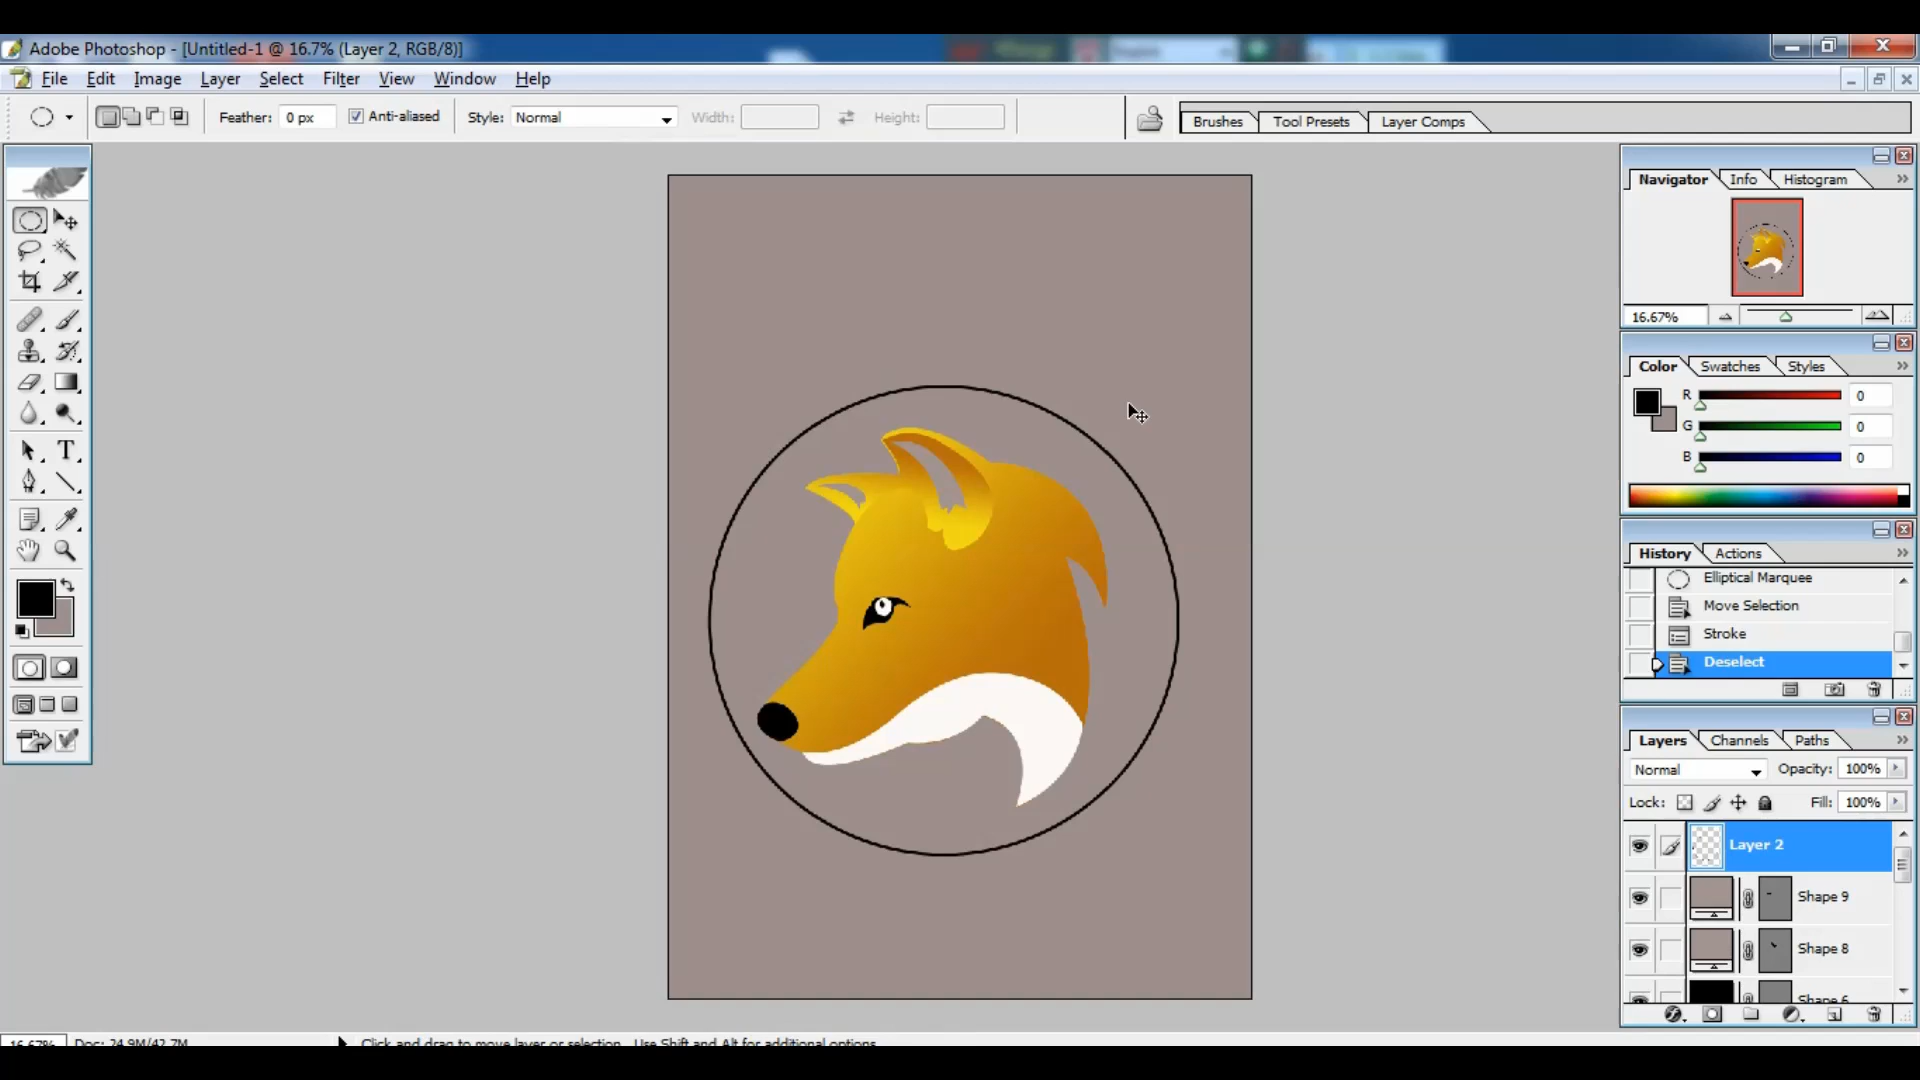 Adobe Photoshop - [Untitled-1 @ 16.7% (Layer 2, RGB/8)]
File Edit Image Layer Select Filter View Window Help
Feather: 0 px Anti-aliased Style: Normal Width: Height: Brushes Tool Presets Layer Comps
Navigator Info Histogram
16.67%
Color Swatches Styles
R 0
G 0
B 0
History Actions
Elliptical Marquee
Move Selection
Stroke
Deselect
Layers Channels Paths
Normal Opacity: 100%
Lock: Fill: 100%
Layer 2
Shape 9
Shape 8
Shape 6
16.67% Doc: 24.9M/42.7M Click and drag to move layer or selection. Use Shift and Alt for additional options.